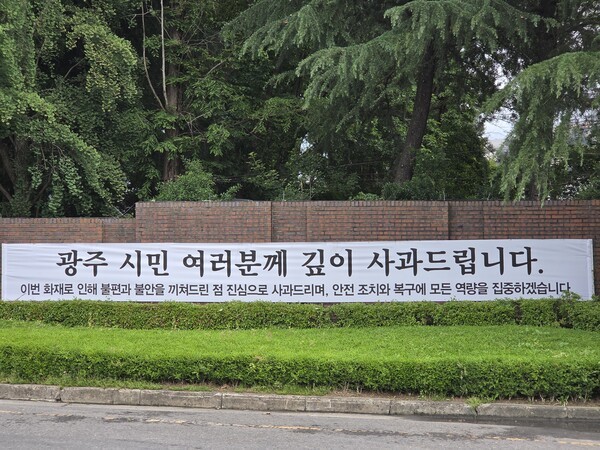 광주 시민 여러분께 깊이 사과드립니다.
이번 화재로 인해 불편과 불안을 끼쳐드린 점 진심으로 사과드리며, 안전 조치와 복구에 모든 역량을 집중하겠습니다.